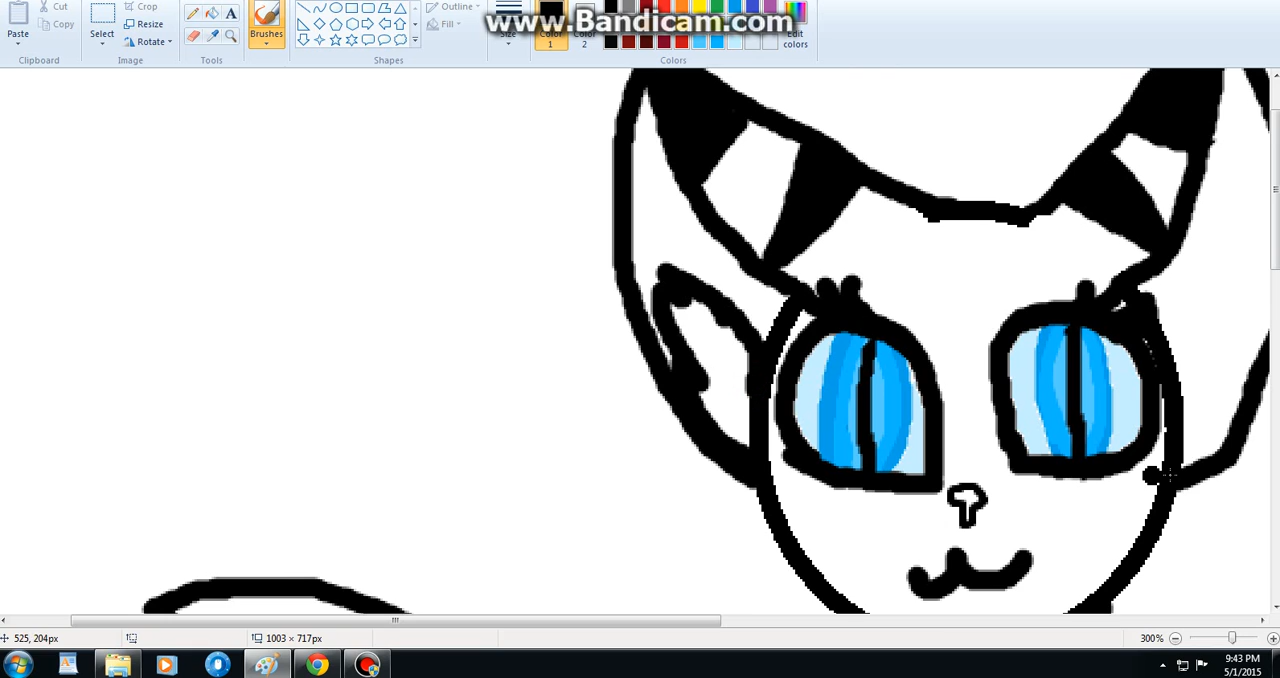 Cut
Copy
Paste
Clipboard
Crop
Resize
Rotate
Select
Image
A
Tools
Brushes
Outline
Fill
Shapes
Size
Color
1
Color
2
Edit
colors
Colors
www.Bandicam.com
525, 204px
1003 × 717px
300%
9:43 PM
5/1/2015